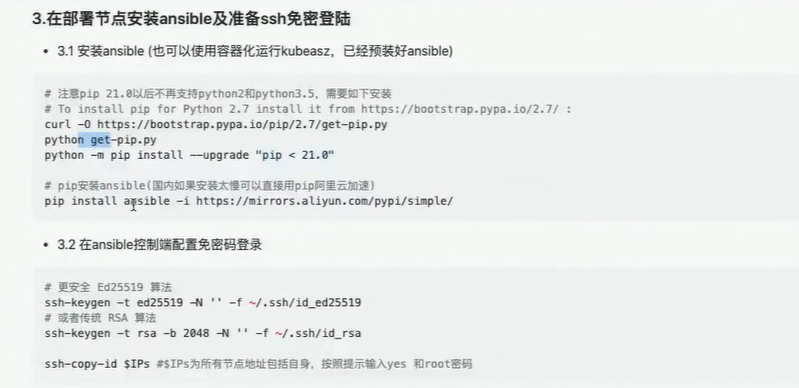 3.在部署节点安装ansible及准备ssh免密登陆
• 3.1 安装ansible (也可以使用容器化运行kubeasz，已经预装好ansible)
# 注意pip 21.0以后不再支持python2和python3.5，需要如下安装
# To install pip for Python 2.7 install it from https://bootstrap.pypa.io/2.7/ :
curl -O https://bootstrap.pypa.io/pip/2.7/get-pip.py
python get-pip.py
python -m pip install --upgrade "pip < 21.0"
# pip安装ansible(国内如果安装太慢可以直接用pip阿里云加速)
pip install ansible -i https://mirrors.aliyun.com/pypi/simple/
• 3.2 在ansible控制端配置免密码登录
# 更安全 Ed25519 算法
ssh-keygen -t ed25519 -N '' -f ~/.ssh/id_ed25519
# 或者传统 RSA 算法
ssh-keygen -t rsa -b 2048 -N '' -f ~/.ssh/id_rsa
ssh-copy-id $IPs #$IPs为所有节点地址包括自身，按照提示输入yes 和root密码